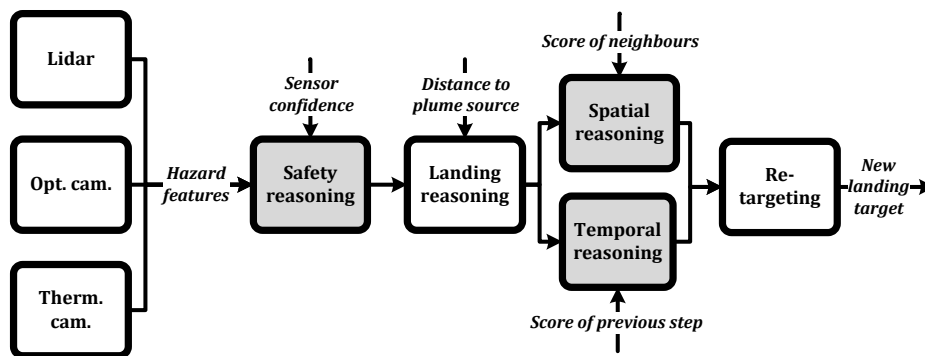 Lidar
Opt. cam.
Therm.
cam.
Hazard
features
Sensor
confidence
Safety
reasoning
Distance to
plume source
Landing
reasoning
Score of neighbours
Spatial
reasoning
Temporal
reasoning
Score of previous step
Re-
targeting
New
landing
target